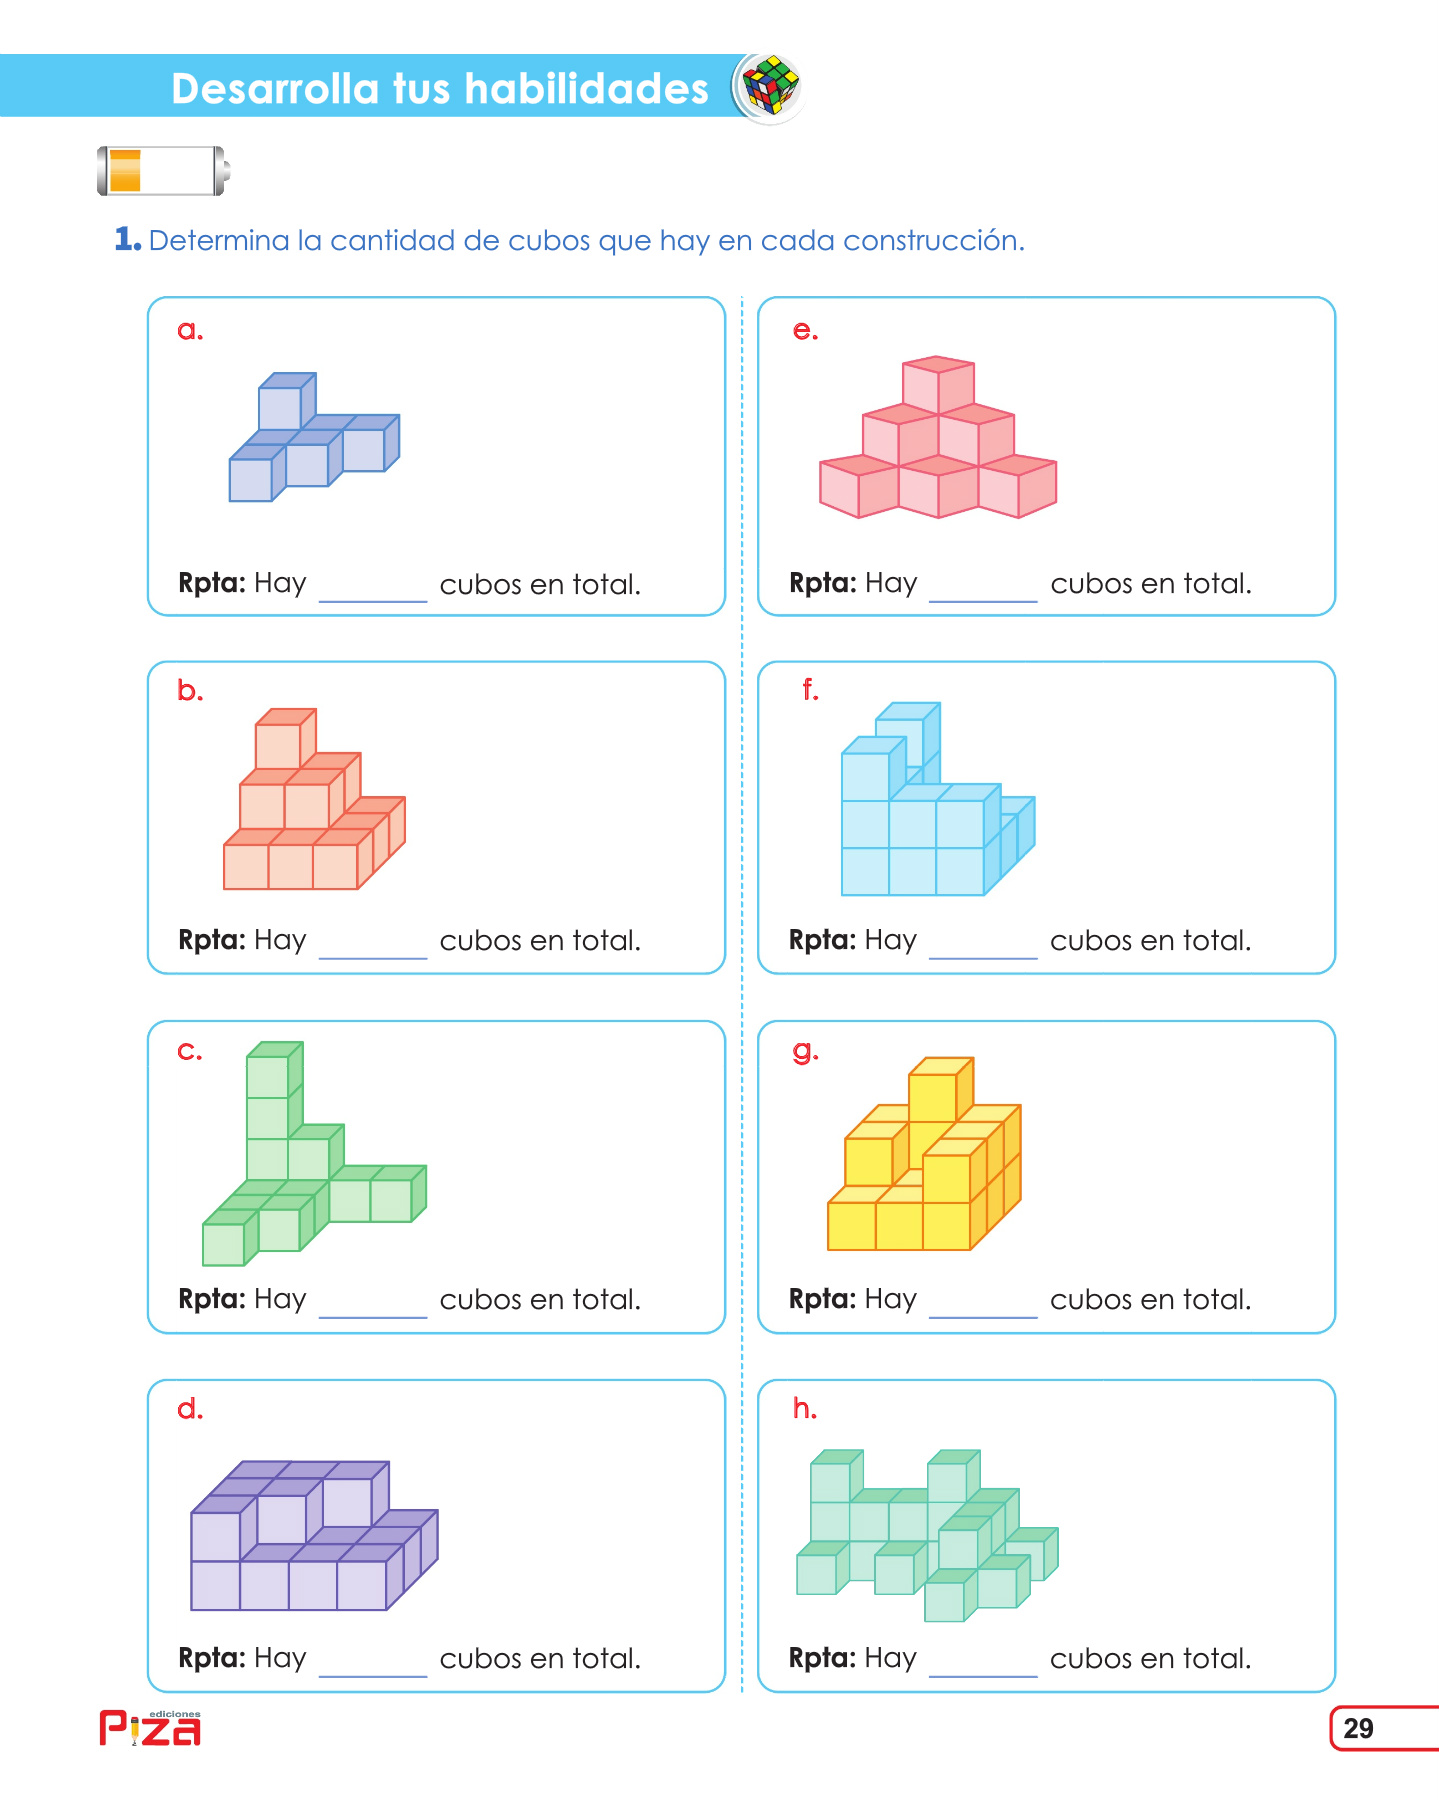 Desarrolla tus habilidades
1. Determina la cantidad de cubos que hay en cada construcción.
a.
Rpta: Hay ______ cubos en total.
b.
Rpta: Hay ______ cubos en total.
c.
Rpta: Hay ______ cubos en total.
d.
Rpta: Hay ______ cubos en total.
e.
Rpta: Hay ______ cubos en total.
f.
Rpta: Hay ______ cubos en total.
g.
Rpta: Hay ______ cubos en total.
h.
Rpta: Hay ______ cubos en total.
ediciones
Piza
29